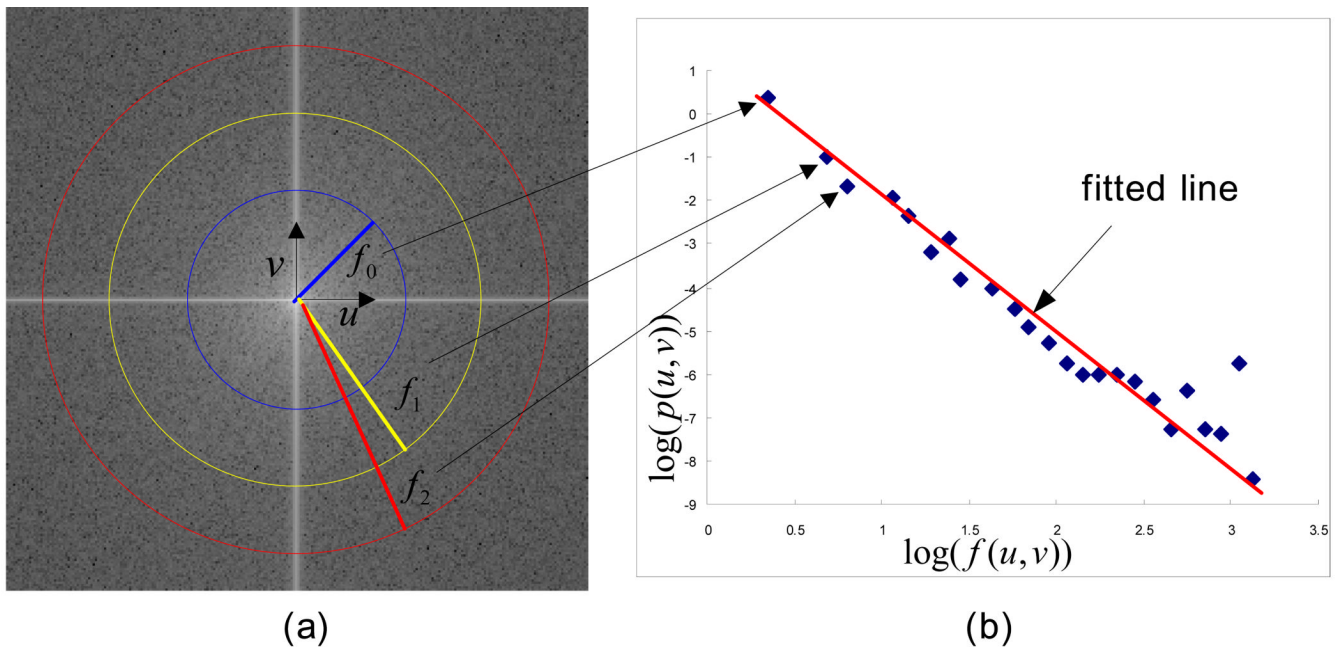 v
u
f₀
f₁
f₂
(a)
1
0
-1
-2
-3
-4
-5
-6
-7
-8
-9
0 0.5 1 1.5 2 2.5 3 3.5
log(p(u,v))
log(f(u,v))
fitted line
(b)